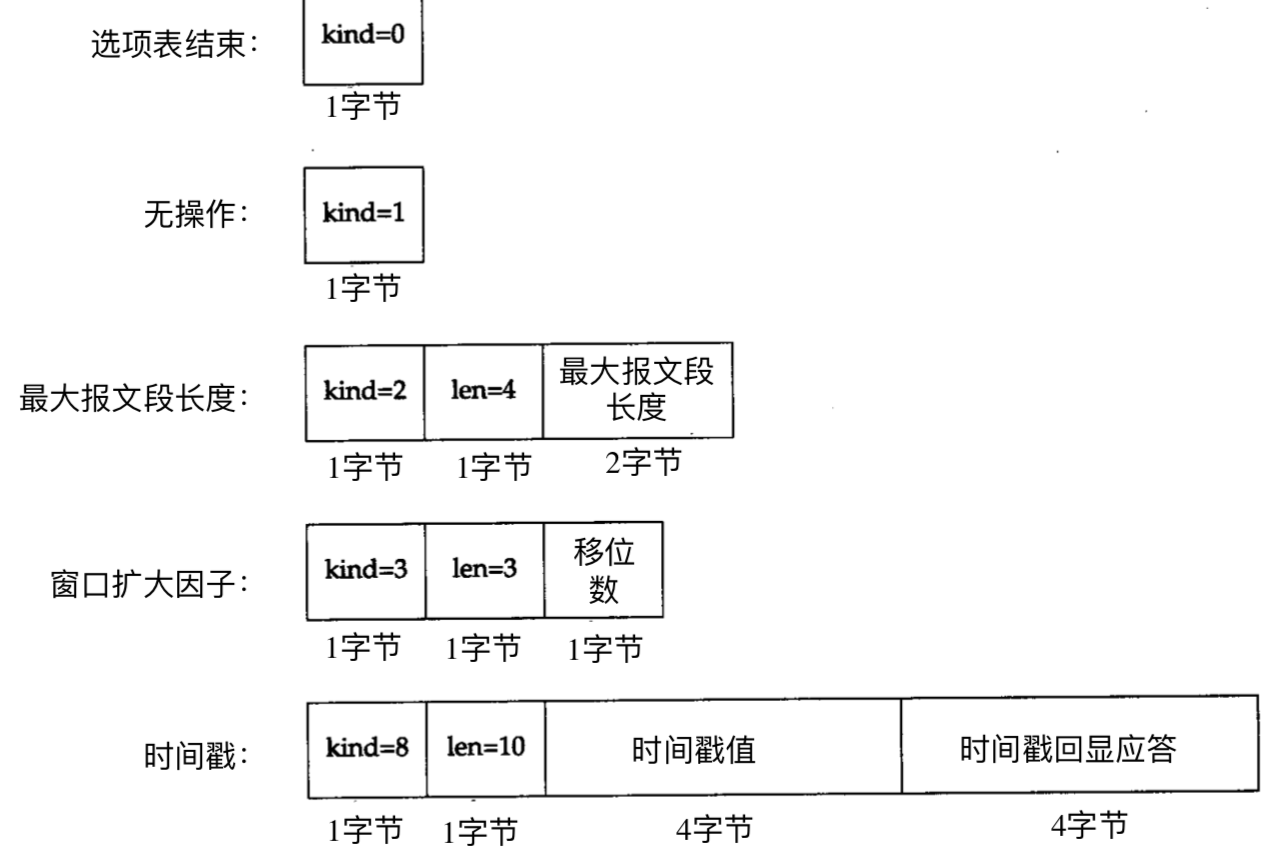 选项表结束：
kind=0
1字节
无操作：
kind=1
1字节
最大报文段长度：
kind=2
len=4
最大报文段
长度
1字节
1字节
2字节
窗口扩大因子：
kind=3
len=3
移位
数
1字节
1字节
1字节
时间戳：
kind=8
len=10
时间戳值
时间戳回显应答
1字节
1字节
4字节
4字节